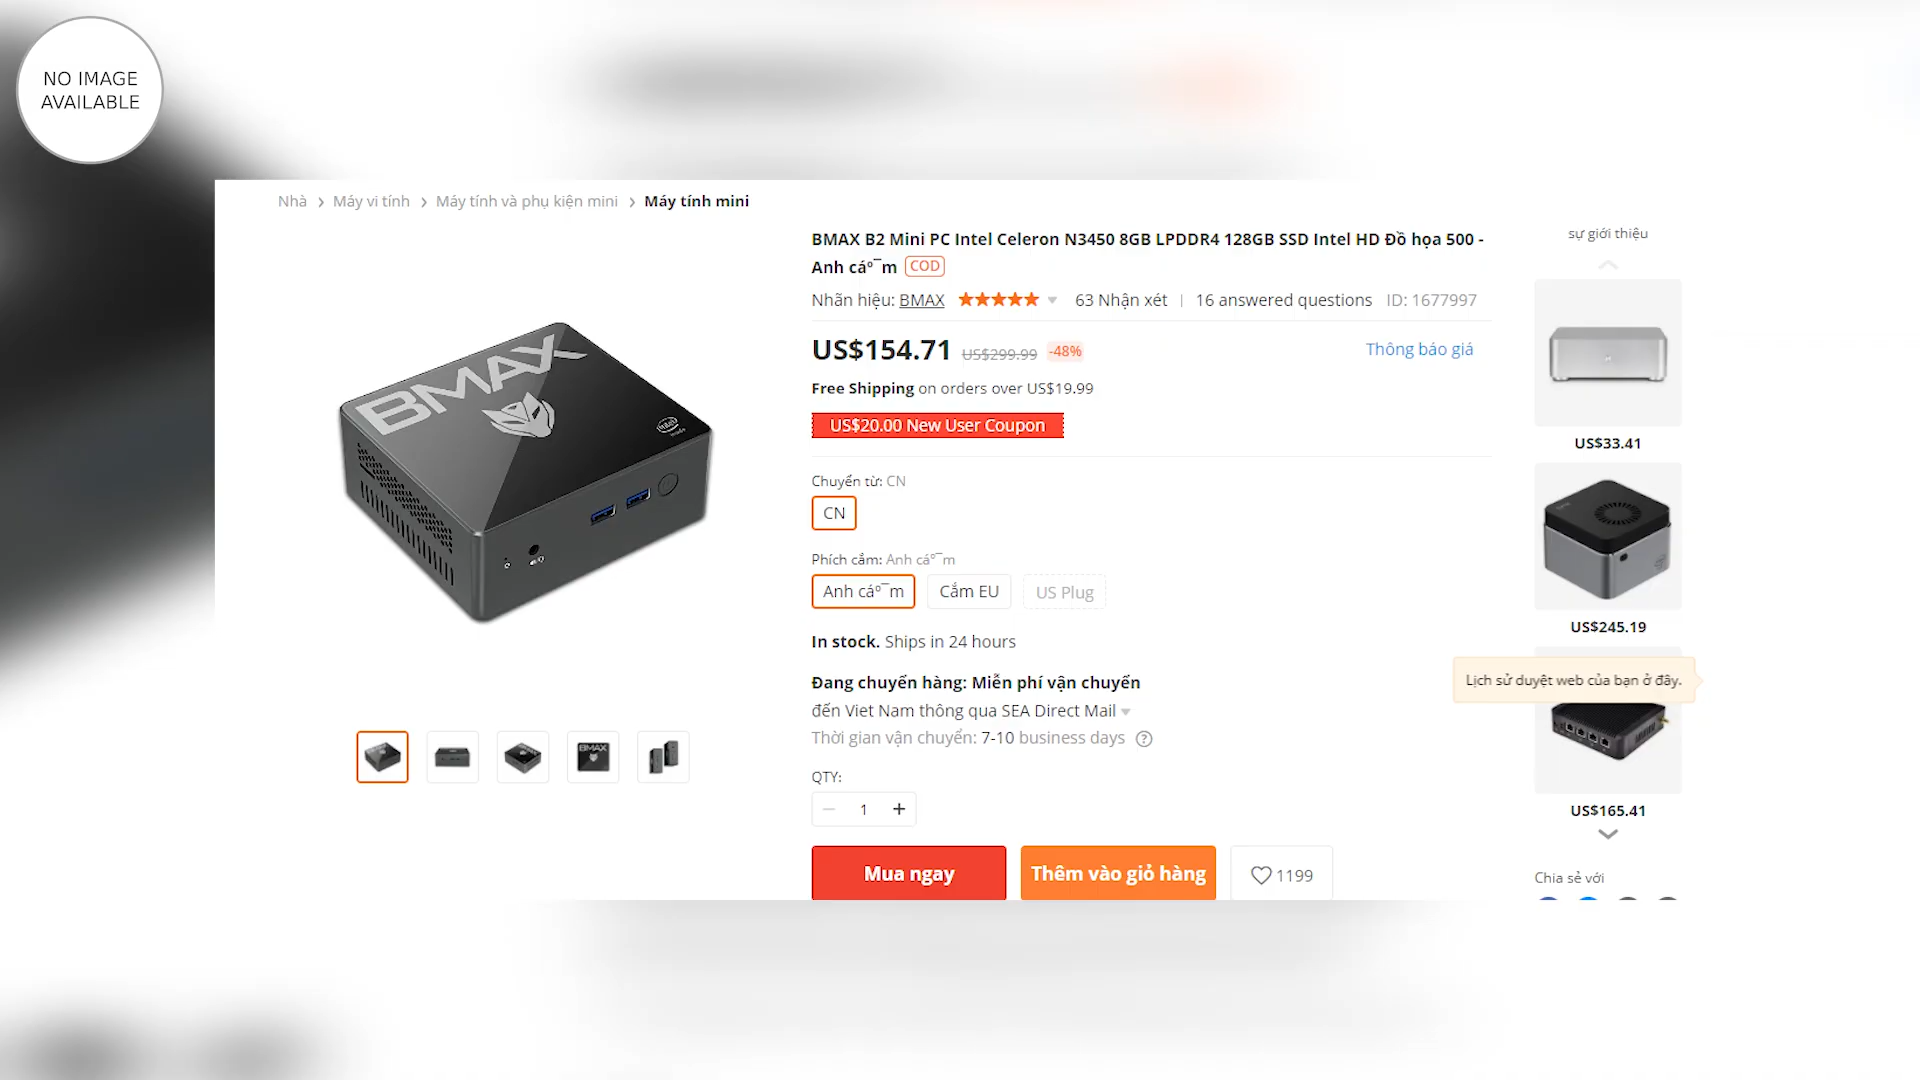 NO IMAGE
AVAILABLE
Nhà > Máy vi tính > Máy tính và phụ kiện mini > Máy tính mini
BMAX B2 Mini PC Intel Celeron N3450 8GB LPDDR4 128GB SSD Intel HD Đồ họa 500 -
Anh cáº¯m COD
Nhãn hiệu: BMAX 63 Nhận xét | 16 answered questions ID: 1677997
US$154.71 US$299.99 -48% Thông báo giá
Free Shipping on orders over US$19.99
US$20.00 New User Coupon
Chuyển từ: CN
CN
Phích cắm: Anh cáº¯m
Anh cáº¯m Cắm EU US Plug
In stock. Ships in 24 hours
Đang chuyển hàng: Miễn phí vận chuyển
đến Viet Nam thông qua SEA Direct Mail
Thời gian vận chuyển: 7-10 business days ?
QTY:
− 1 +
Mua ngay Thêm vào giỏ hàng 1199
BMAX
BMAX
sự giới thiệu
US$33.41
US$245.19
Lịch sử duyệt web của bạn ở đây.
US$165.41
Chia sẻ với